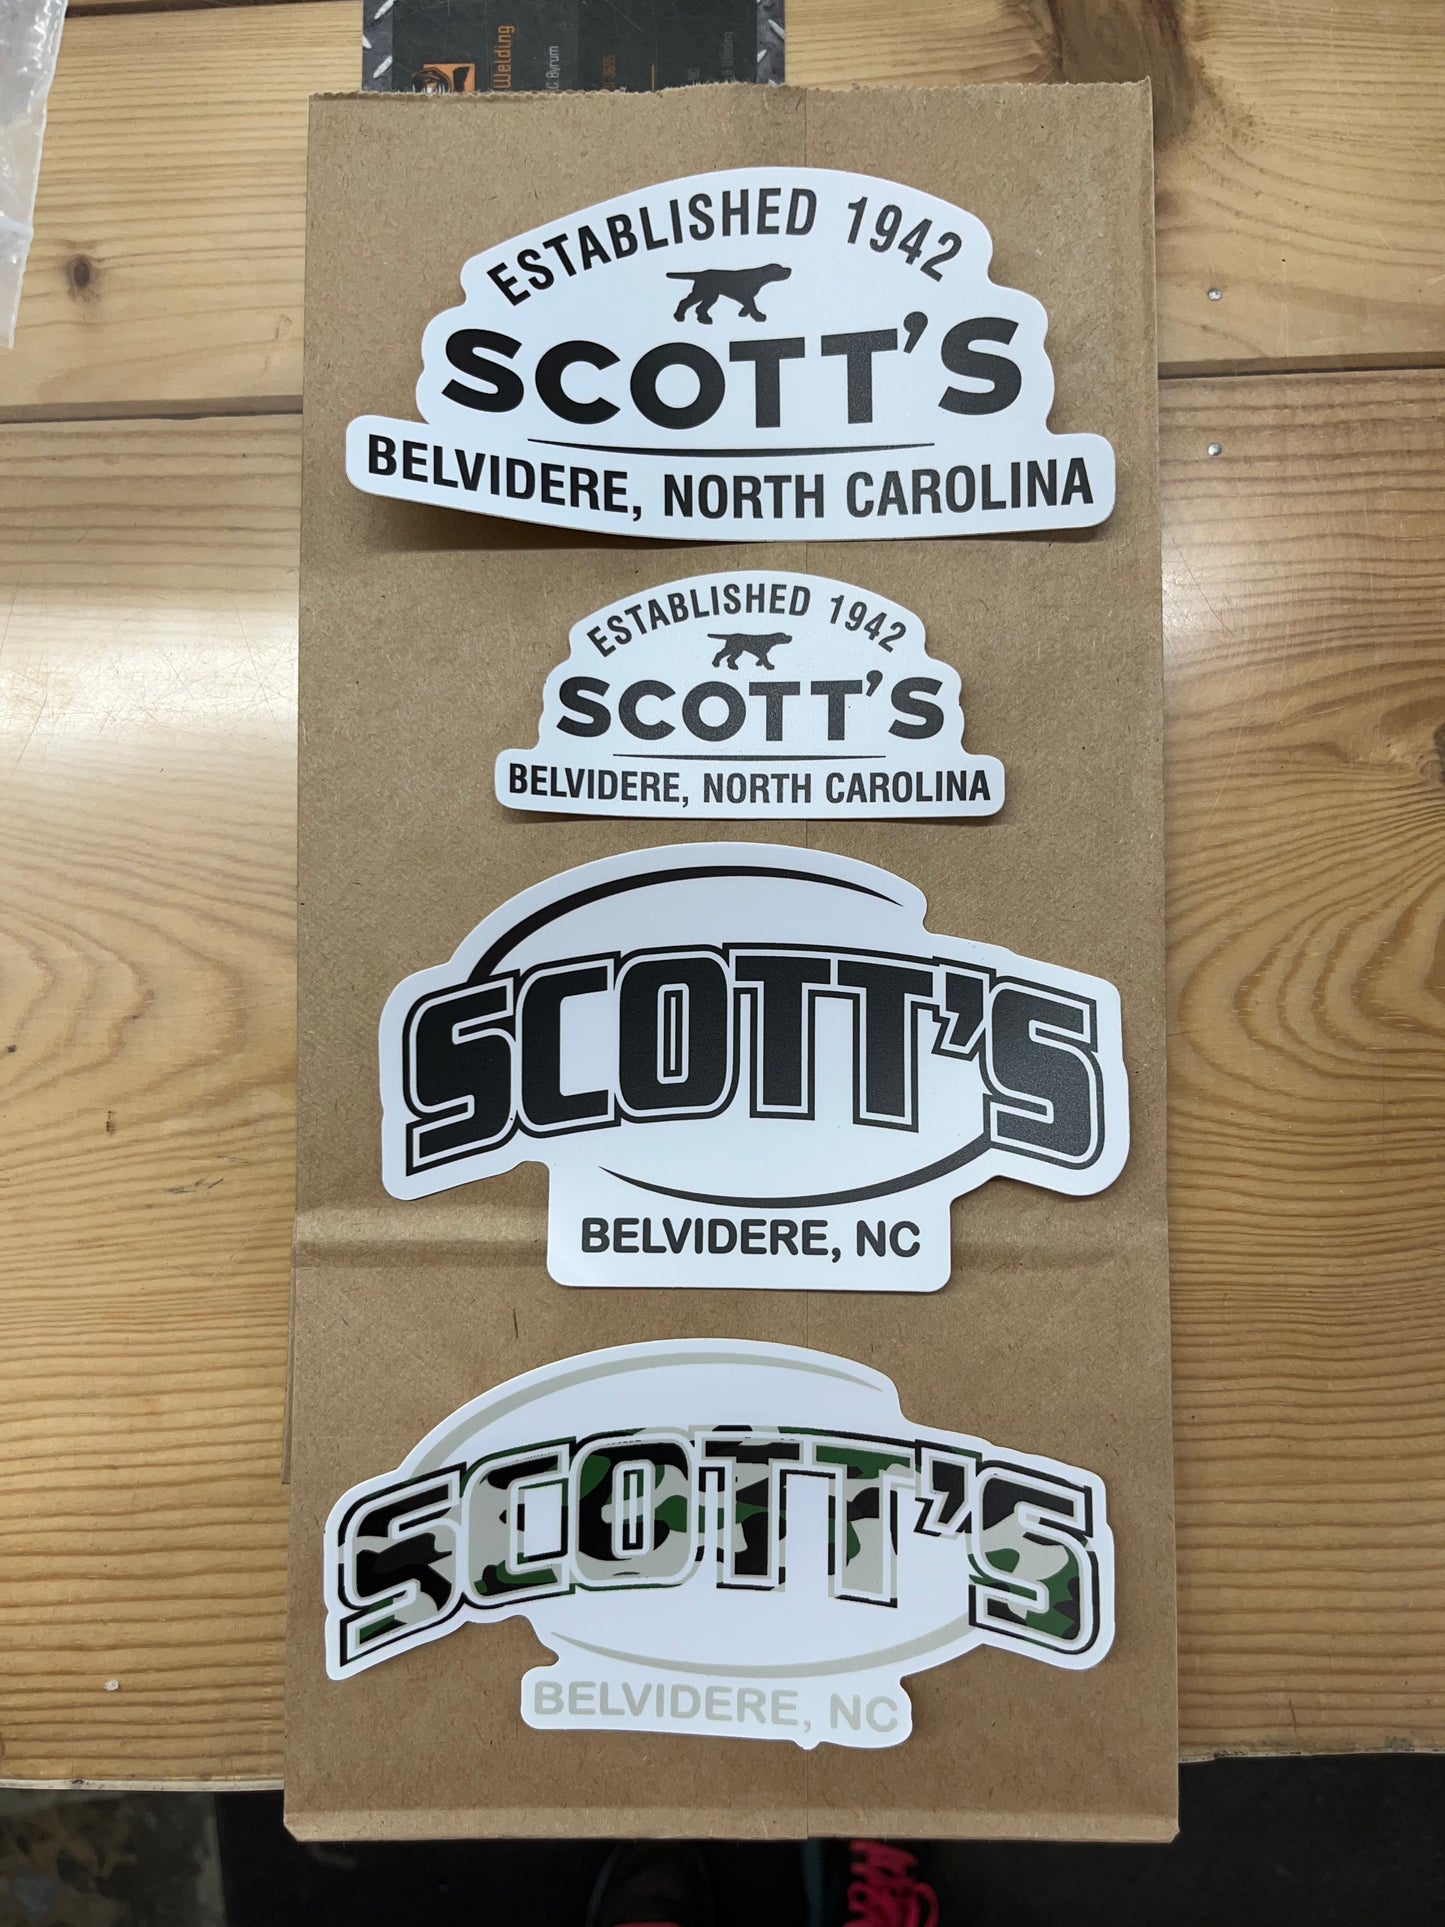 Welding
C Byrum
ESTABLISHED 1942
SCOTT'S
BELVIDERE, NORTH CAROLINA
ESTABLISHED 1942
SCOTT'S
BELVIDERE, NORTH CAROLINA
SCOTT'S
BELVIDERE, NC
SCOTT'S
BELVIDERE, NC